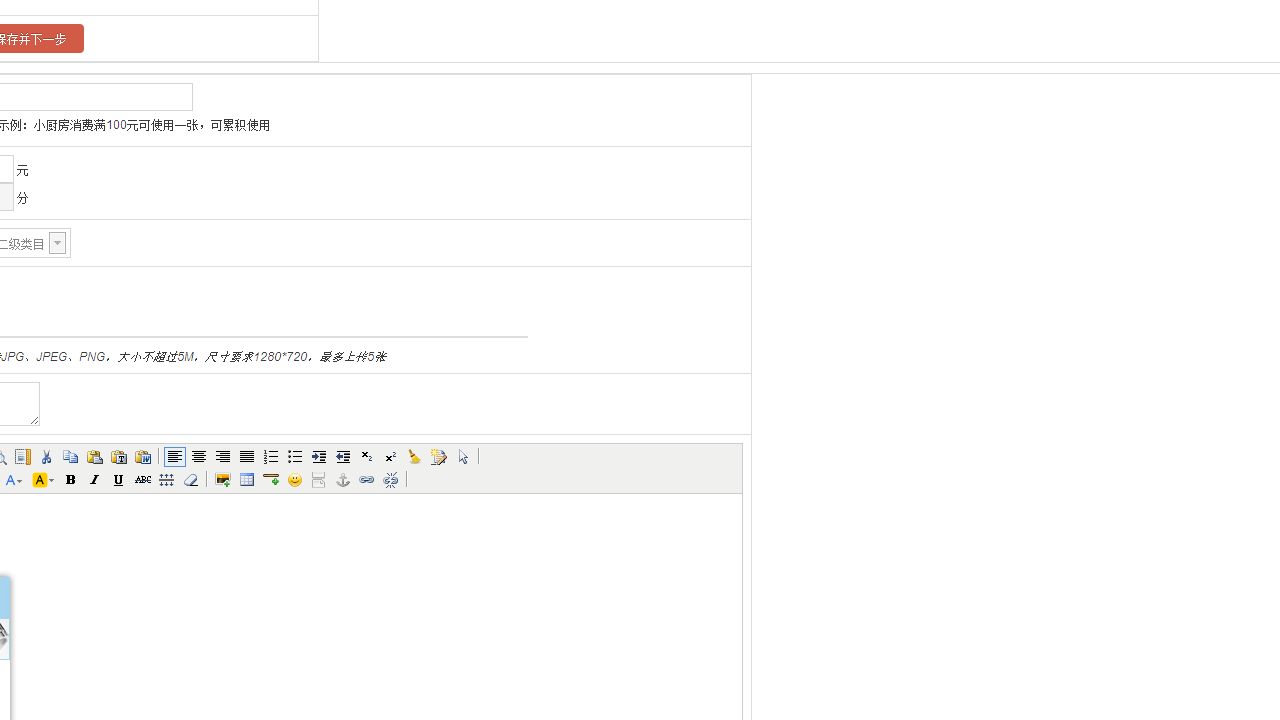 保存并下一步
示例：小厨房消费满100元可使用一张，可累积使用
元
分
二级类目
JPG、JPEG、PNG，大小不超过5M，尺寸要求1280*720，最多上传5张